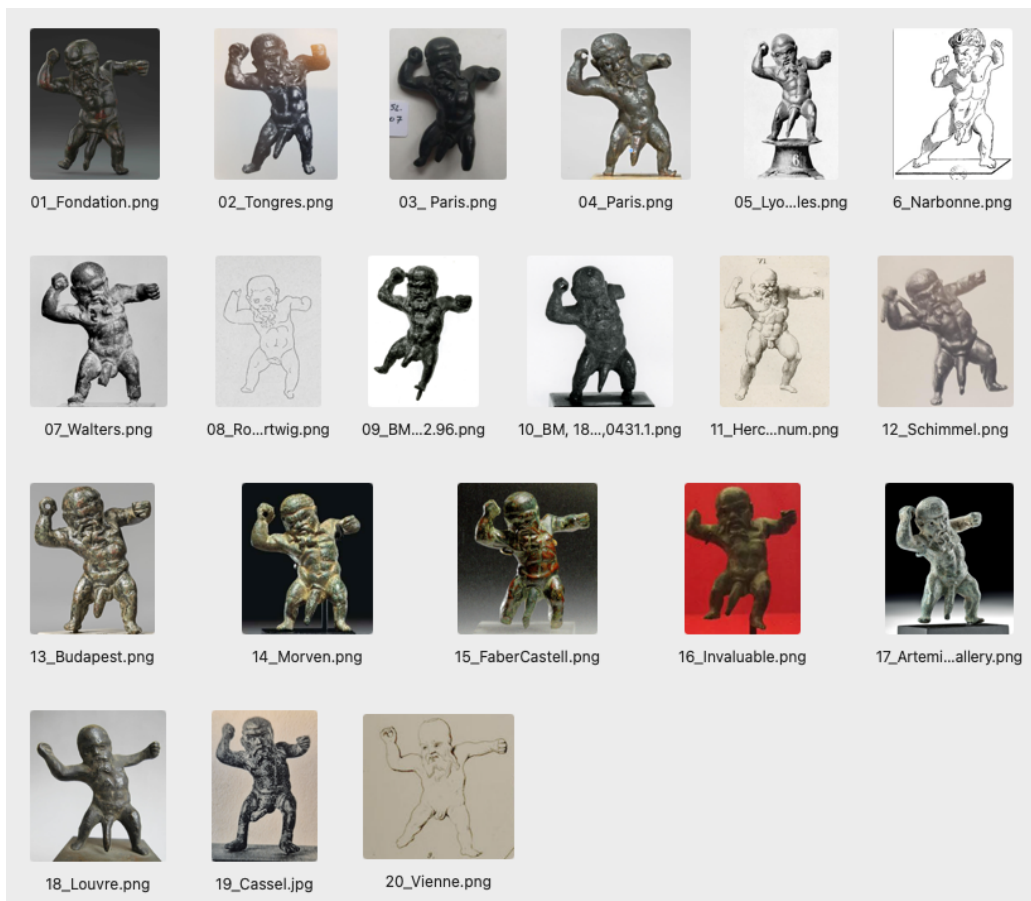 01_Fondation.png
02_Tongres.png
03_ Paris.png
04_Paris.png
05_Lyo...les.png
6_Narbonne.png
07_Walters.png
08_Ro...rtwig.png
09_BM...2.96.png
10_BM, 18...,0431.1.png
11_Herc...num.png
12_Schimmel.png
13_Budapest.png
14_Morven.png
15_FaberCastell.png
16_Invaluable.png
17_Artemi...allery.png
18_Louvre.png
19_Cassel.jpg
20_Vienne.png